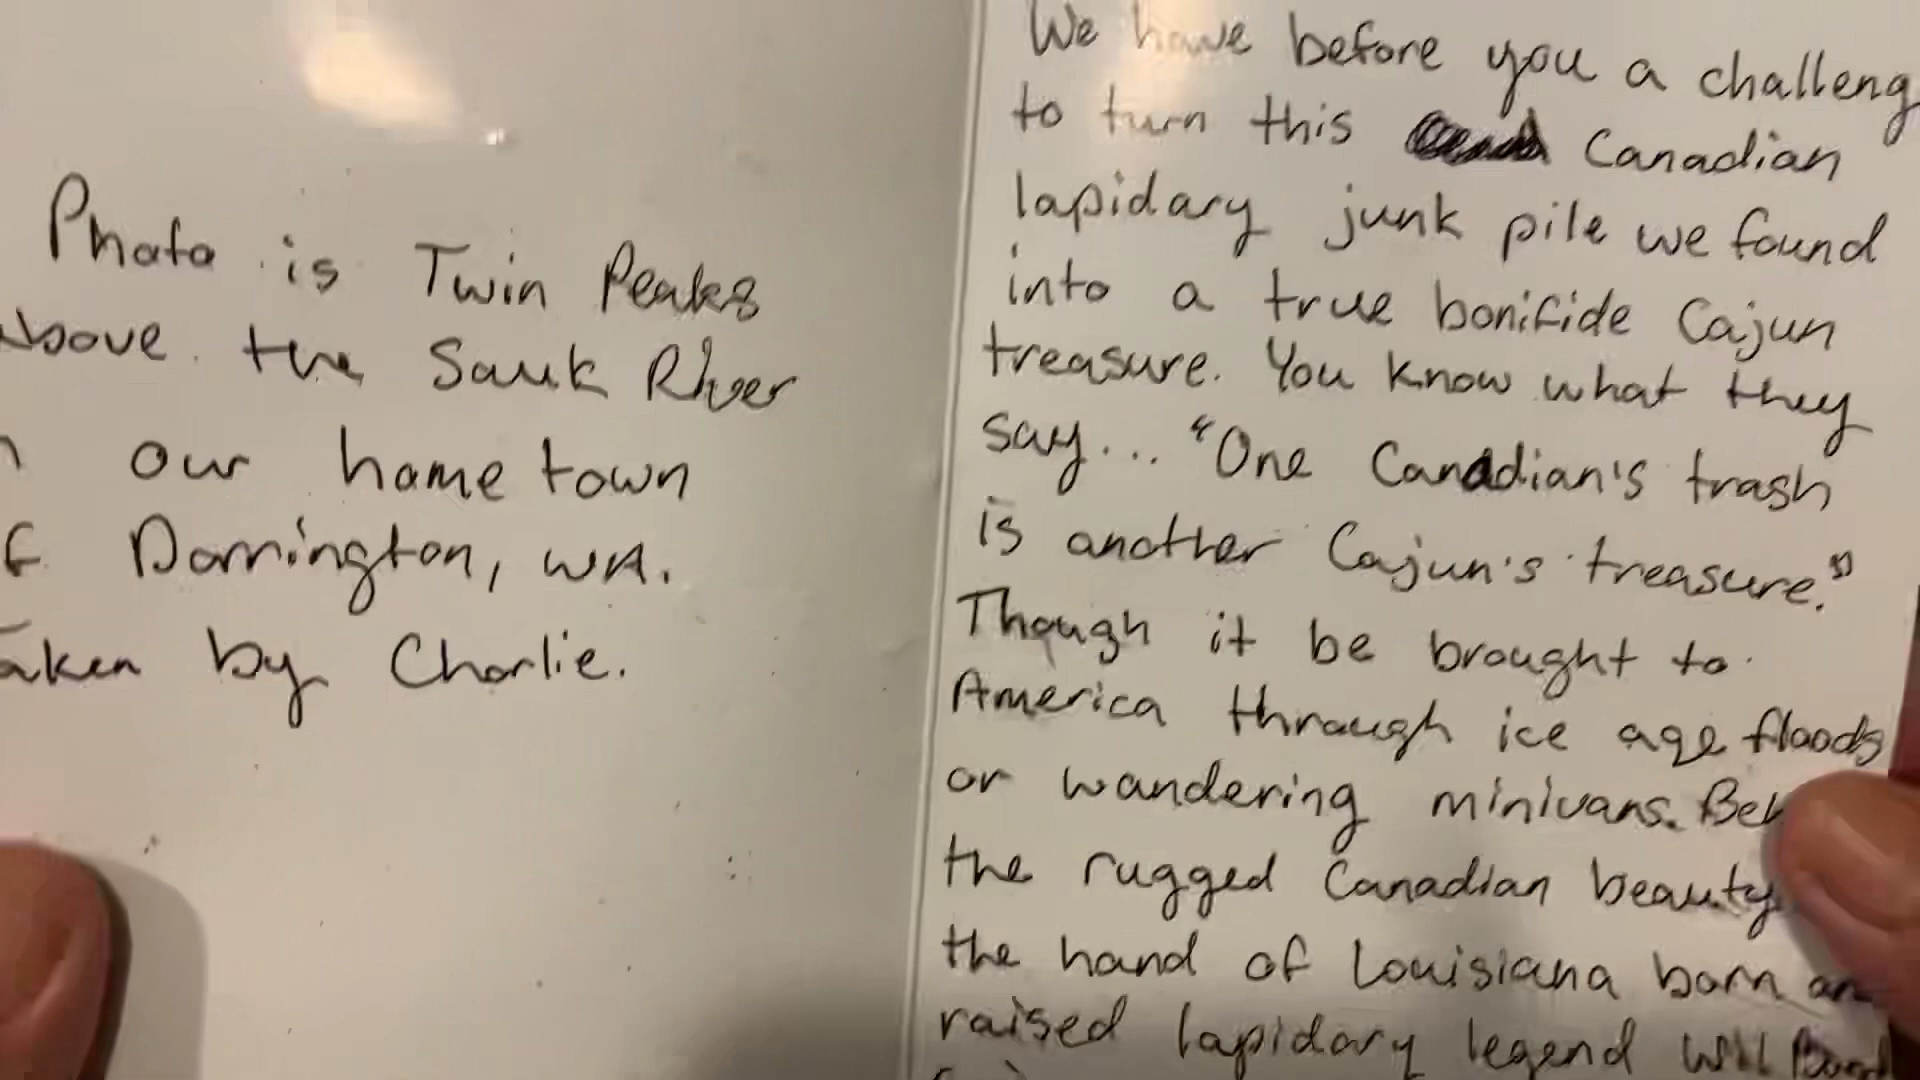 Photo is Twin Peaks
above the Sauk River
our hometown
Darrington, WA.
taken by Charlie.
We have before you a challeng
to turn this Canadian
lapidary junk pile we found
into a true bonifide Cajun
treasure. You know what they
say... "One Canadian's trash
is another Cajun's treasure."
Though it be brought to
America through ice age floods
or wandering minivans.
the rugged Canadian beauty
the hand of Louisiana born an
raised lapidary legend will